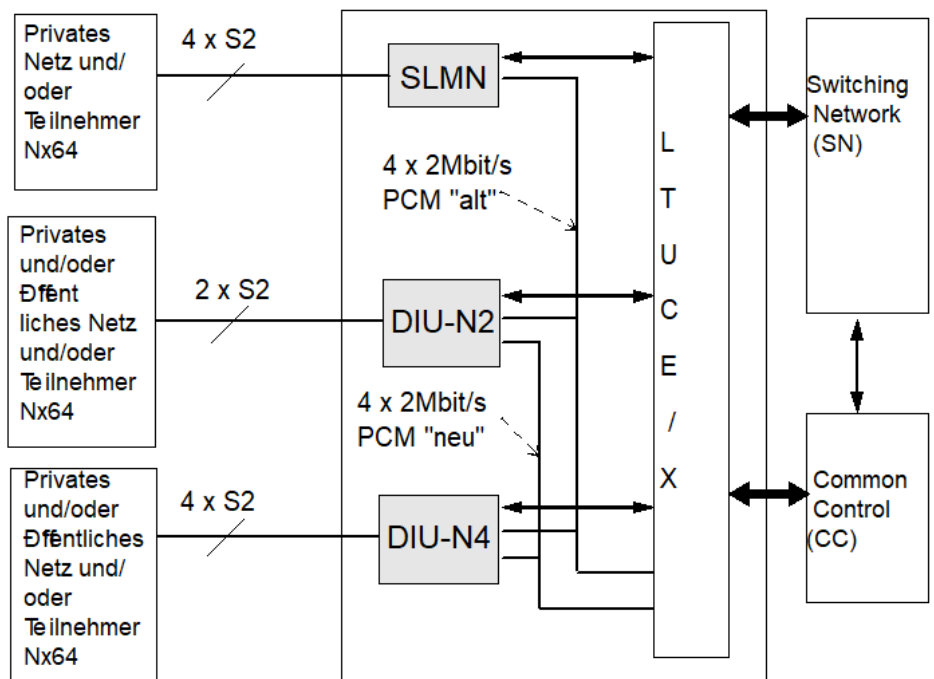 Privates
Netz und/
oder
Teilnehmer
Nx64
4 x S2
SLMN
4 x 2Mbit/s
PCM "alt"
Privates
und/oder
Ðffent
liches Netz
und/oder
Teilnehmer
Nx64
2 x S2
DIU-N2
4 x 2Mbit/s
PCM "neu"
Privates
und/oder
Ðffentliches
Netz und/
oder
Teilnehmer
Nx64
4 x S2
DIU-N4
L
T
U
C
E
/
X
Switching
Network
(SN)
Common
Control
(CC)